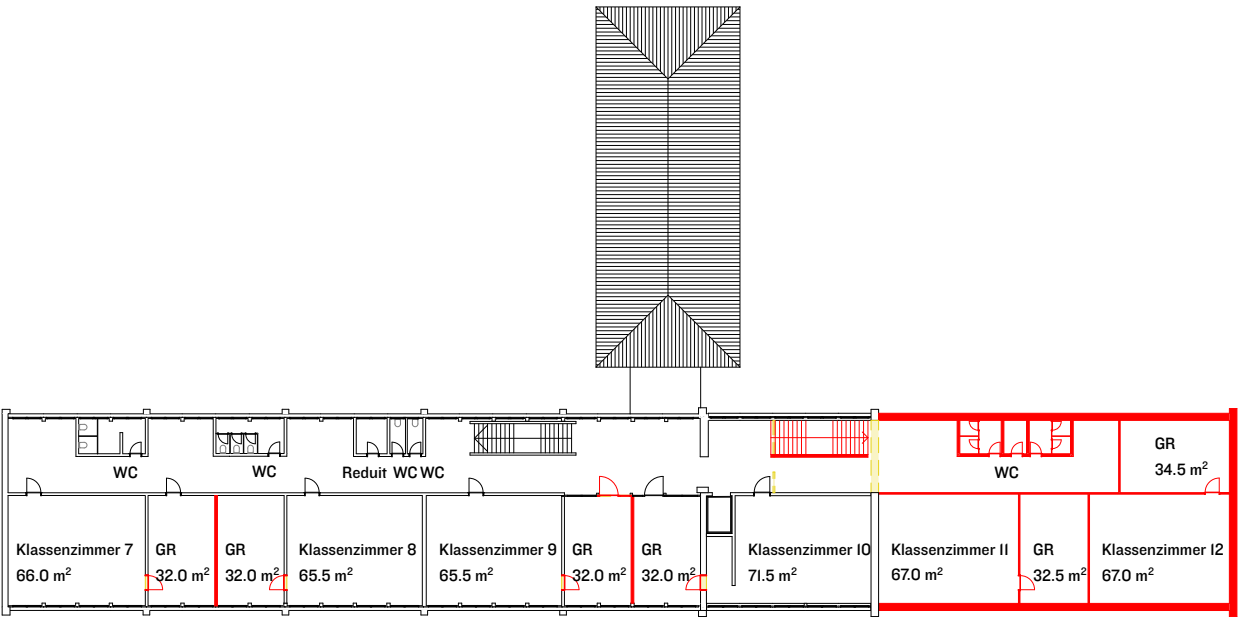 WC
WC
Reduit WC WC
WC
GR
34.5 m²
Klassenzimmer 7
66.0 m²
GR
32.0 m²
GR
32.0 m²
Klassenzimmer 8
65.5 m²
Klassenzimmer 9
65.5 m²
GR
32.0 m²
GR
32.0 m²
Klassenzimmer 10
71.5 m²
Klassenzimmer 11
67.0 m²
GR
32.5 m²
Klassenzimmer 12
67.0 m²